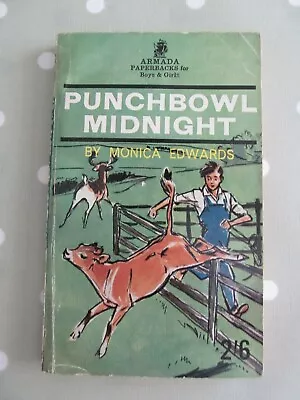 ARMADA
PAPERBACKS for
Boys & Girls
PUNCHBOWL
MIDNIGHT
BY MONICA EDWARDS
2'6